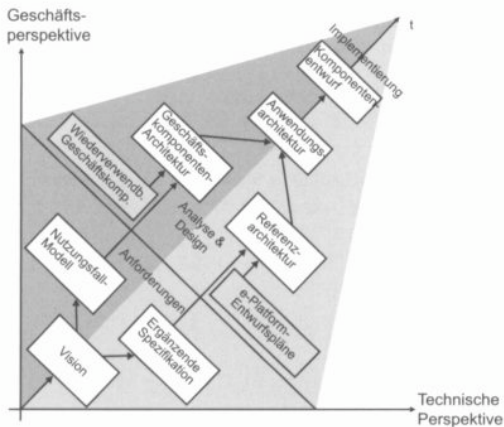 Geschäfts-
perspektive
t
Implementierung
Komponenten
entwurf
Anwendungs
architektur
Geschäfts-
komponenten-
Architektur
Wiederverwendb.
Geschäftskomp.
Analyse &
Design
Referenz-
architektur
Nutzungsfall-
Modell
Anforderungen
e-Platform-
Entwurfspläne
Ergänzende
Spezifikation
Vision
Technische
Perspektive